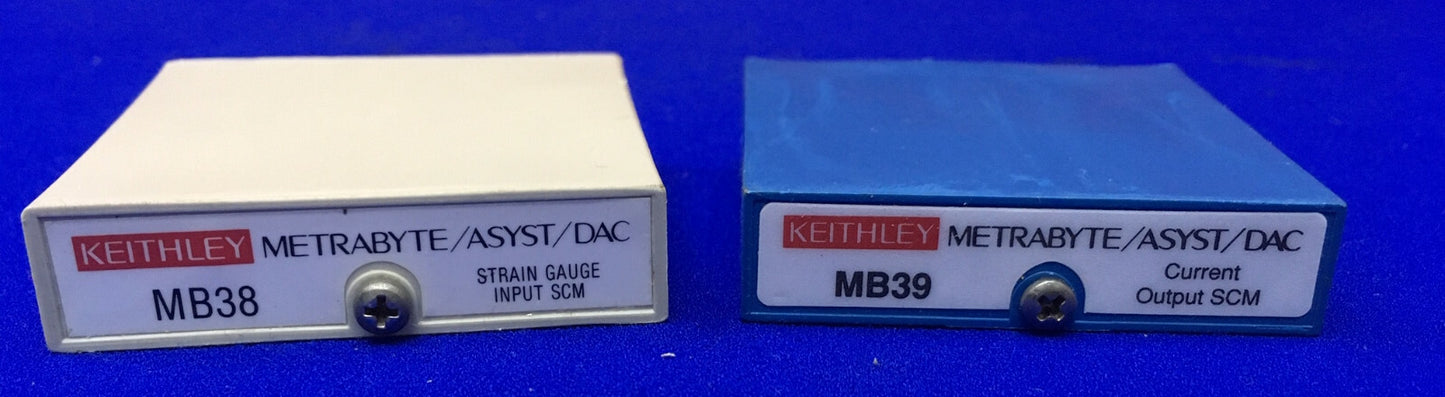 KEITHLEY METRABYTE/ASYST/DAC
MB38
STRAIN GAUGE
INPUT SCM
KEITHLEY METRABYTE/ASYST/DAC
MB39
Current
Output SCM